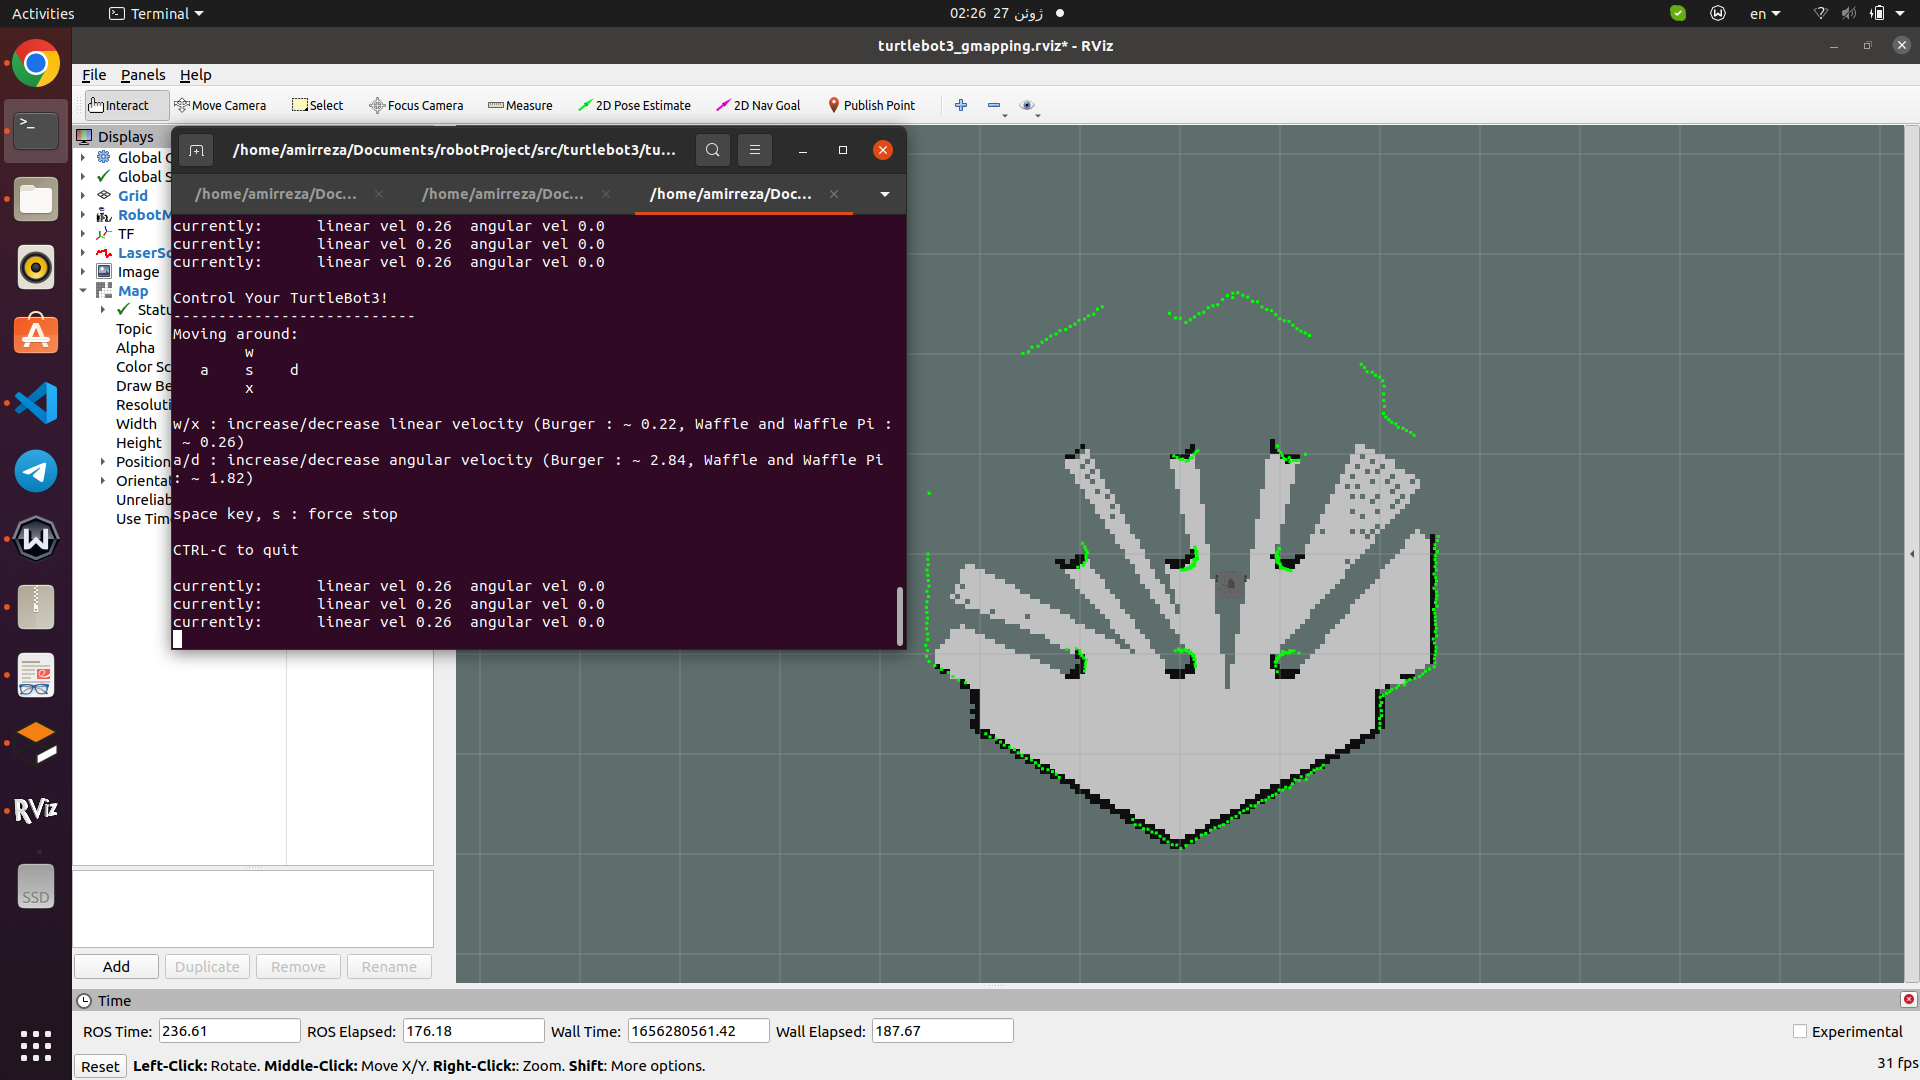 Activities
Terminal
02:26 27 ژوئن
en
turtlebot3_gmapping.rviz* - RViz
File Panels Help
Interact Move Camera Select Focus Camera Measure 2D Pose Estimate 2D Nav Goal Publish Point
Displays
Global
Global S
Grid
RobotM
TF
LaserSc
Image
Map
Statu
Topic
Alpha
Color Sc
Draw Be
Resoluti
Width
Height
Position
Orientat
Unreliab
Use Tim
/home/amirreza/Documents/robotProject/src/turtlebot3/tu...
/home/amirreza/Doc... /home/amirreza/Doc... /home/amirreza/Doc...
currently: linear vel 0.26 angular vel 0.0
currently: linear vel 0.26 angular vel 0.0
currently: linear vel 0.26 angular vel 0.0
Control Your TurtleBot3!
---------------------------
Moving around:
w
a s d
x
w/x : increase/decrease linear velocity (Burger : ~ 0.22, Waffle and Waffle Pi :
~ 0.26)
a/d : increase/decrease angular velocity (Burger : ~ 2.84, Waffle and Waffle Pi
: ~ 1.82)
space key, s : force stop
CTRL-C to quit
currently: linear vel 0.26 angular vel 0.0
currently: linear vel 0.26 angular vel 0.0
currently: linear vel 0.26 angular vel 0.0
RViz
SSD
Add Duplicate Remove Rename
Time
ROS Time: 236.61 ROS Elapsed: 176.18 Wall Time: 1656280561.42 Wall Elapsed: 187.67 Experimental
Reset Left-Click: Rotate. Middle-Click: Move X/Y. Right-Click:: Zoom. Shift: More options. 31 fps